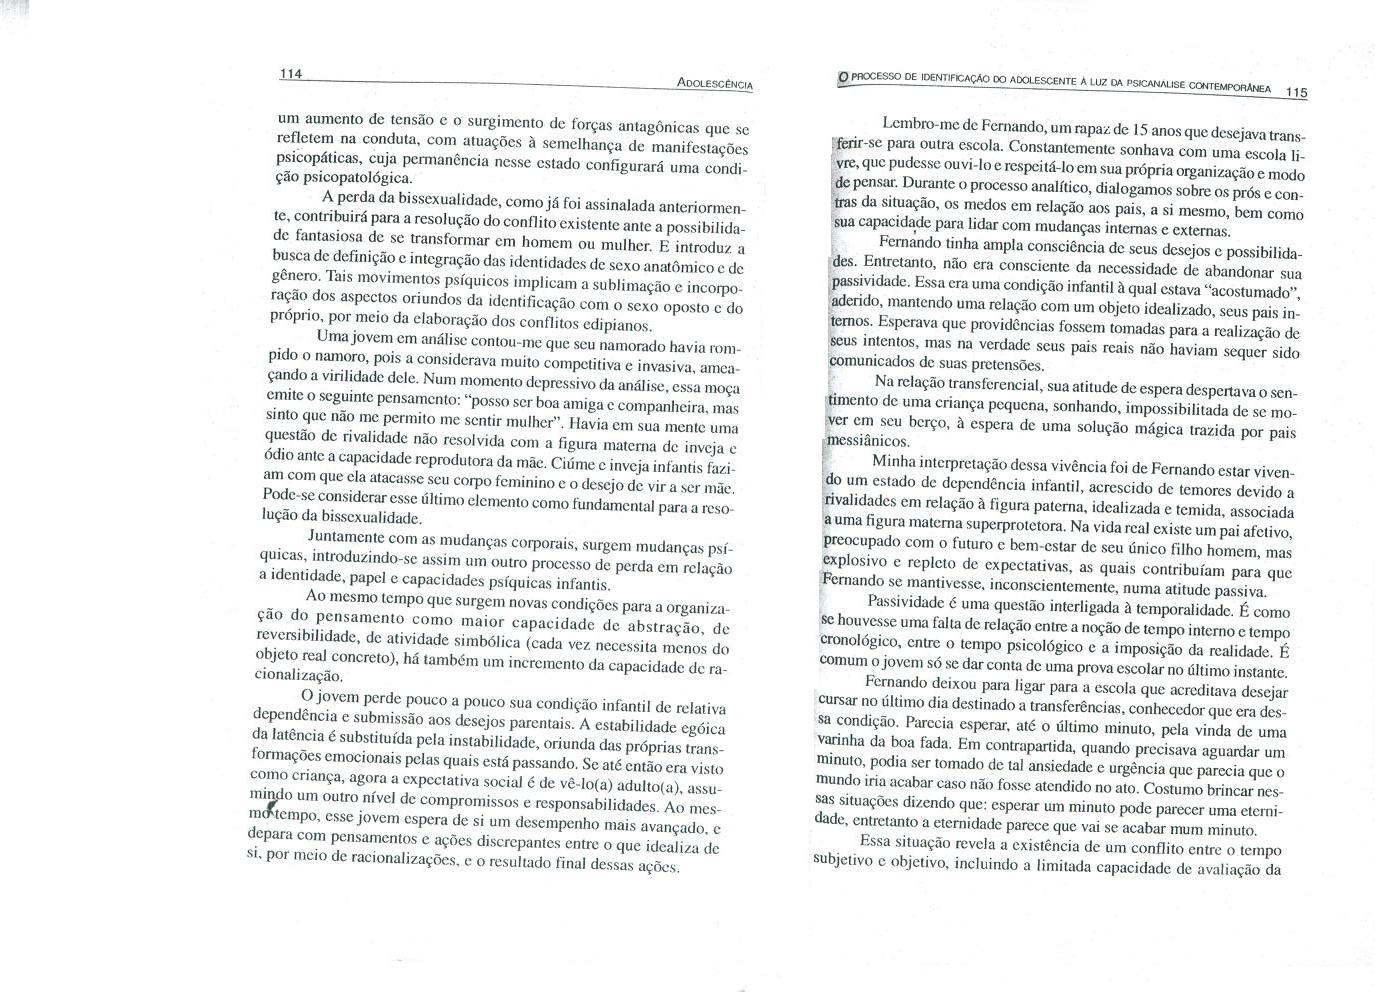 114
ADOLESCÊNCIA
um aumento de tensão e o surgimento de forças antagônicas que se
refletem na conduta, com atuações à semelhança de manifestações
psicopáticas, cuja permanência nesse estado configurará uma condi-
ção psicopatológica.
A perda da bissexualidade, como já foi assinalada anteriormen-
te, contribuirá para a resolução do conflito existente ante a possibilida-
de fantasiosa de se transformar em homem ou mulher. E introduz a
busca de definição e integração das identidades de sexo anatômico e de
gênero. Tais movimentos psíquicos implicam a sublimação e incorpo-
ração dos aspectos oriundos da identificação com o sexo oposto e do
próprio, por meio da elaboração dos conflitos edipianos.
Uma jovem em análise contou-me que seu namorado havia rom-
pido o namoro, pois a considerava muito competitiva e invasiva, amea-
çando a virilidade dele. Num momento depressivo da análise, essa moça
emite o seguinte pensamento: “posso ser boa amiga e companheira, mas
sinto que não me permito me sentir mulher”. Havia em sua mente uma
questão de rivalidade não resolvida com a figura materna de inveja e
ódio ante a capacidade reprodutora da mãe. Ciúme e inveja infantis fazi-
am com que ela atacasse seu corpo feminino e o desejo de vir a ser mãe.
Pode-se considerar esse último elemento como fundamental para a reso-
lução da bissexualidade.
Juntamente com as mudanças corporais, surgem mudanças psí-
quicas, introduzindo-se assim um outro processo de perda em relação
a identidade, papel e capacidades psíquicas infantis.
Ao mesmo tempo que surgem novas condições para a organiza-
ção do pensamento como maior capacidade de abstração, de
reversibilidade, de atividade simbólica (cada vez necessita menos do
objeto real concreto), há também um incremento da capacidade de ra-
cionalização.
O jovem perde pouco a pouco sua condição infantil de relativa
dependência e submissão aos desejos parentais. A estabilidade egóica
da latência é substituída pela instabilidade, oriunda das próprias trans-
formações emocionais pelas quais está passando. Se até então era visto
como criança, agora a expectativa social é de vê-lo(a) adulto(a), assu-
mindo um outro nível de compromissos e responsabilidades. Ao mes-
mo tempo, esse jovem espera de si um desempenho mais avançado, e
depara com pensamentos e ações discrepantes entre o que idealiza de
si, por meio de racionalizações, e o resultado final dessas ações.
O PROCESSO DE IDENTIFICAÇÃO DO ADOLESCENTE À LUZ DA PSICANÁLISE CONTEMPORÂNEA 115
Lembro-me de Fernando, um rapaz de 15 anos que desejava trans-
ferir-se para outra escola. Constantemente sonhava com uma escola li-
vre, que pudesse ouvi-lo e respeitá-lo em sua própria organização e modo
de pensar. Durante o processo analítico, dialogamos sobre os prós e con-
tras da situação, os medos em relação aos pais, a si mesmo, bem como
sua capacidade para lidar com mudanças internas e externas.
Fernando tinha ampla consciência de seus desejos e possibilida-
des. Entretanto, não era consciente da necessidade de abandonar sua
passividade. Essa era uma condição infantil à qual estava “acostumado”,
aderido, mantendo uma relação com um objeto idealizado, seus pais in-
ternos. Esperava que providências fossem tomadas para a realização de
seus intentos, mas na verdade seus pais reais não haviam sequer sido
comunicados de suas pretensões.
Na relação transferencial, sua atitude de espera despertava o sen-
timento de uma criança pequena, sonhando, impossibilitada de se mo-
ver em seu berço, à espera de uma solução mágica trazida por pais
messiânicos.
Minha interpretação dessa vivência foi de Fernando estar viven-
do um estado de dependência infantil, acrescido de temores devido a
rivalidades em relação à figura paterna, idealizada e temida, associada
a uma figura materna superprotetora. Na vida real existe um pai afetivo,
preocupado com o futuro e bem-estar de seu único filho homem, mas
explosivo e repleto de expectativas, as quais contribuíam para que
Fernando se mantivesse, inconscientemente, numa atitude passiva.
Passividade é uma questão interligada à temporalidade. É como
se houvesse uma falta de relação entre a noção de tempo interno e tempo
cronológico, entre o tempo psicológico e a imposição da realidade. É
comum o jovem só se dar conta de uma prova escolar no último instante.
Fernando deixou para ligar para a escola que acreditava desejar
cursar no último dia destinado a transferências, conhecedor que era des-
sa condição. Parecia esperar, até o último minuto, pela vinda de uma
varinha da boa fada. Em contrapartida, quando precisava aguardar um
minuto, podia ser tomado de tal ansiedade e urgência que parecia que o
mundo iria acabar caso não fosse atendido no ato. Costumo brincar nes-
sas situações dizendo que: esperar um minuto pode parecer uma eterni-
dade, entretanto a eternidade parece que vai se acabar mum minuto.
Essa situação revela a existência de um conflito entre o tempo
subjetivo e objetivo, incluindo a limitada capacidade de avaliação da